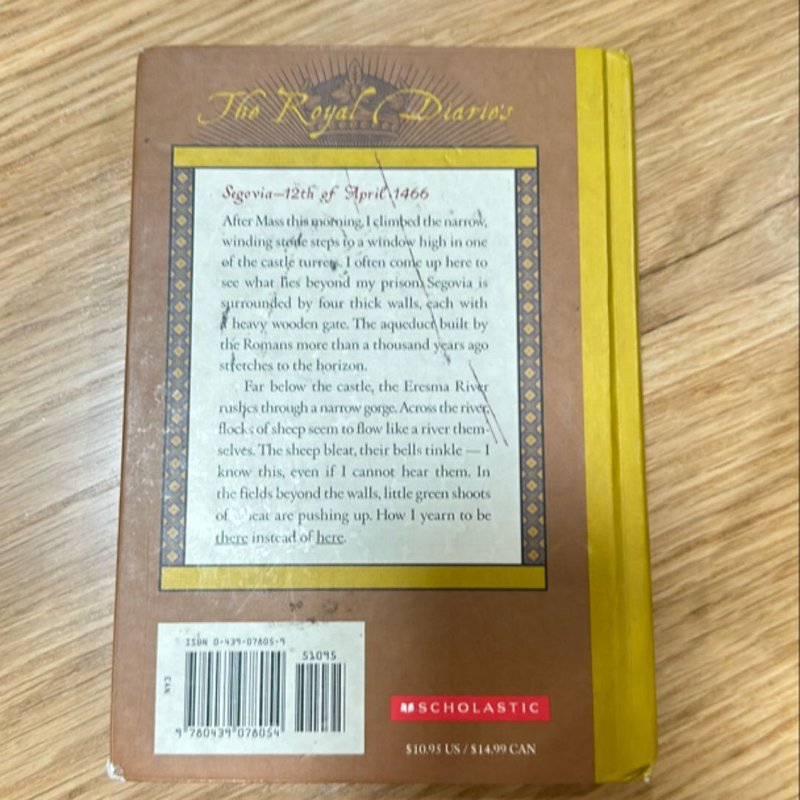 The Royal Diaries
Segovia—12th of April 1466
After Mass this morning, I climbed the narrow,
winding stone steps to a window high in one
of the castle turrets. I often come up here to
see what lies beyond my prison. Segovia is
surrounded by four thick walls, each with
a heavy wooden gate. The aqueduct built by
the Romans more than a thousand years ago
stretches to the horizon.
Far below the castle, the Eresma River
rushes through a narrow gorge. Across the river,
flocks of sheep seem to flow like a river them-
selves. The sheep bleat, their bells tinkle — I
know this, even if I cannot hear them. In
the fields beyond the walls, little green shoots
of wheat are pushing up. How I yearn to be
there instead of here.
ISBN 0-439-07805-9
51095
EAN
9 780439 078054
SCHOLASTIC
$10.95 US / $14.99 CAN